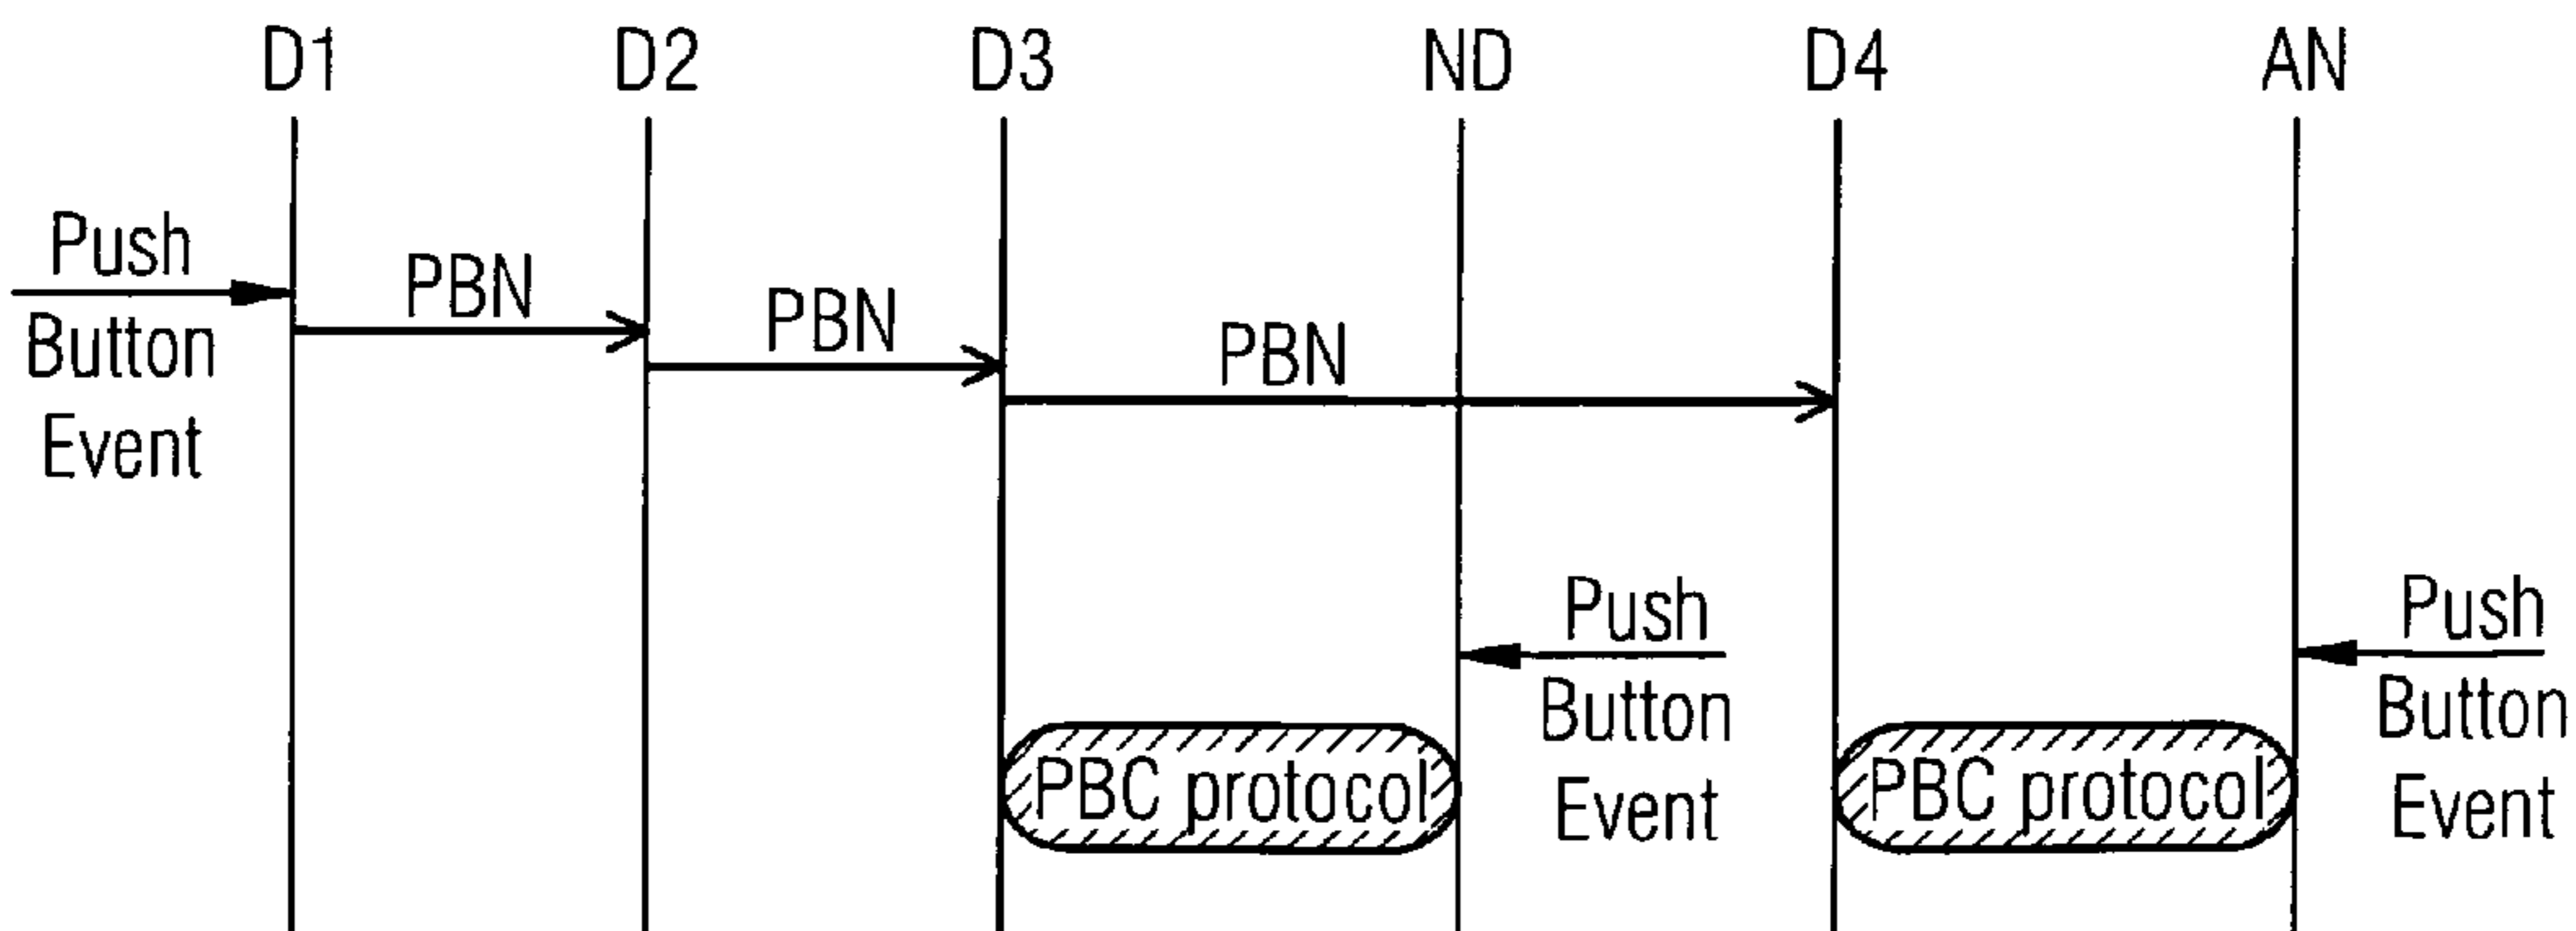 D1 D2 D3 ND D4 AN
Push
Button
Event
PBN
PBN
PBN
Push
Button
Event
Push
Button
Event
PBC protocol
PBC protocol